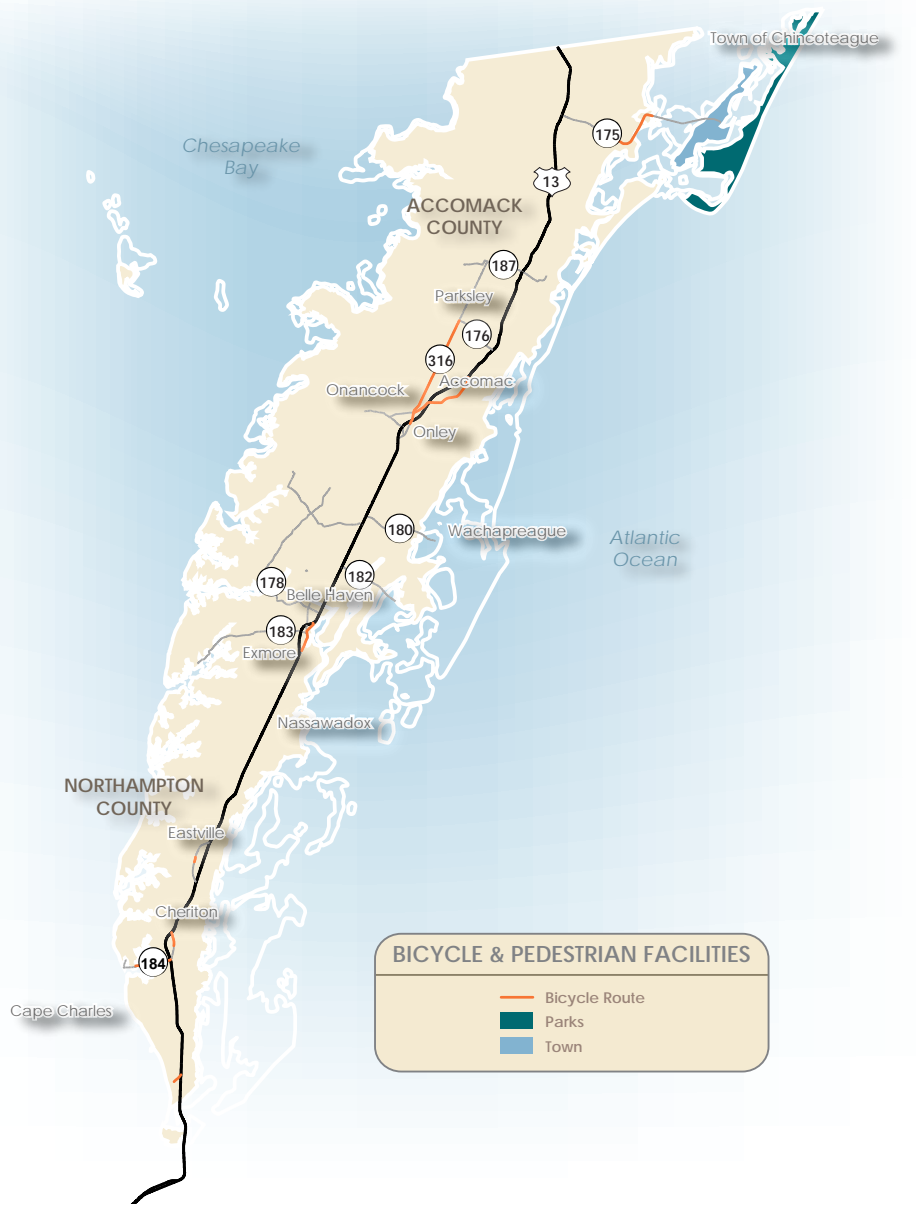 Town of Chincoteague
175
Chesapeake
Bay
13
ACCOMACK
COUNTY
187
Parksley
176
316
Accomac
Onancock
Onley
180
Wachapreague
Atlantic
Ocean
178
182
Belle Haven
183
Exmore
Nassawadox
NORTHAMPTON
COUNTY
Eastville
Cheriton
184
Cape Charles
BICYCLE & PEDESTRIAN FACILITIES
Bicycle Route
Parks
Town